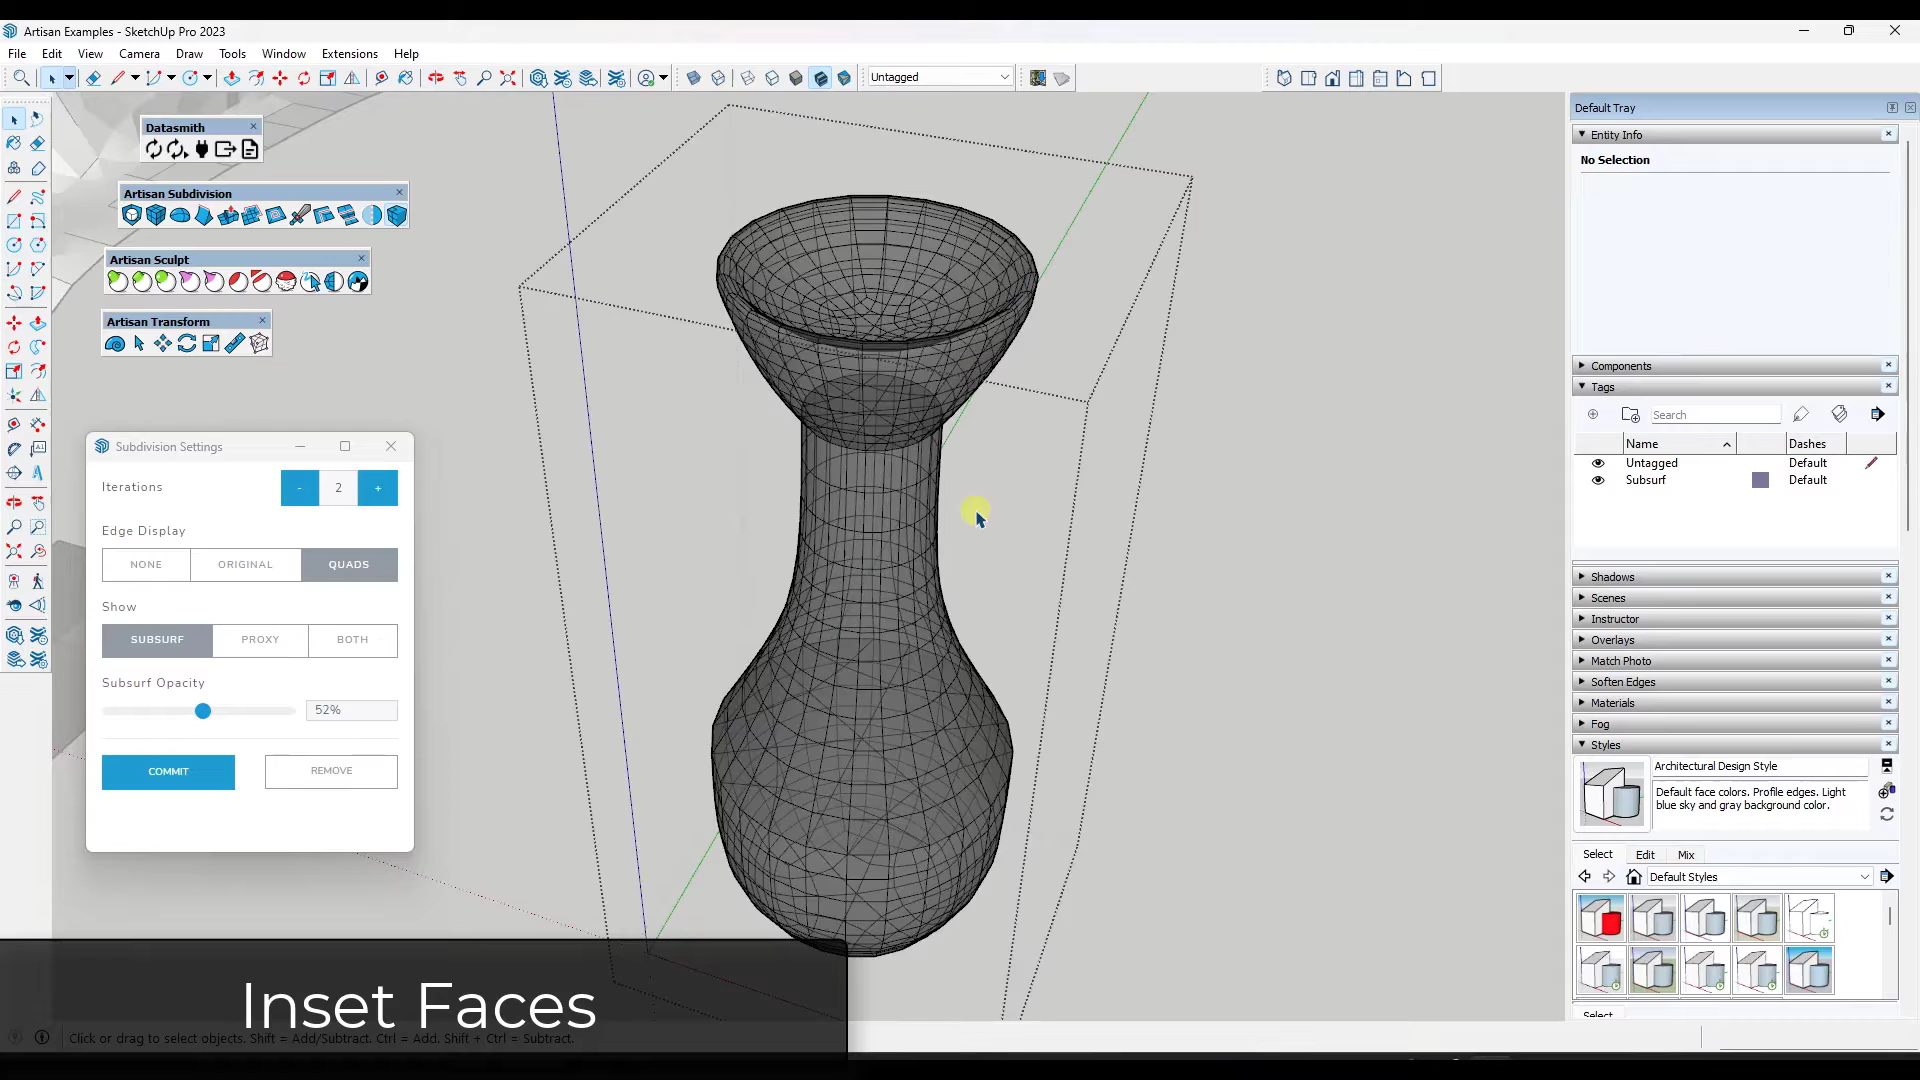 Artisan Examples - SketchUp Pro 2023
File Edit View Camera Draw Tools Window Extensions Help
Untagged
Datasmith
Artisan Subdivision
Artisan Sculpt
Artisan Transform
Subdivision Settings
Iterations
- 2 +
Edge Display
NONE ORIGINAL QUADS
Show
SUBSURF PROXY BOTH
Subsurf Opacity
52%
COMMIT REMOVE
Inset Faces
Click or drag to select objects. Shift = Add/Subtract. Ctrl = Add. Shift + Ctrl = Subtract.
Default Tray
Entity Info
No Selection
Components
Tags
Search
Name Dashes
Untagged Default
Subsurf Default
Shadows
Scenes
Instructor
Overlays
Match Photo
Soften Edges
Materials
Fog
Styles
Architectural Design Style
Default face colors. Profile edges. Light
blue sky and gray background color.
Select Edit Mix
Default Styles
Select